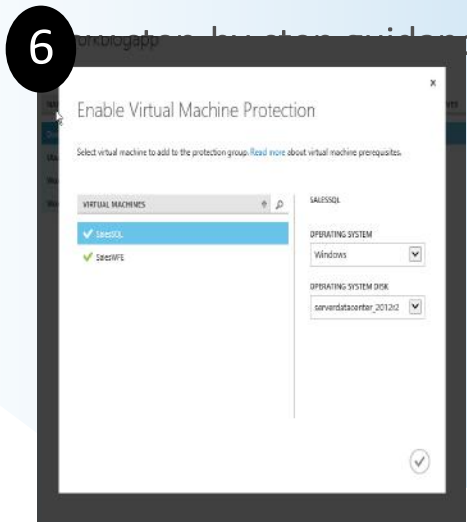 6
Enable Virtual Machine Protection
x
Select virtual machine to add to the protection group. Read more about virtual machine prerequisites.
VIRTUAL MACHINES
SalesSQL
SalesWFE
SALESSQL
OPERATING SYSTEM
Windows
OPERATING SYSTEM DISK
serverdatacenter_2012r2